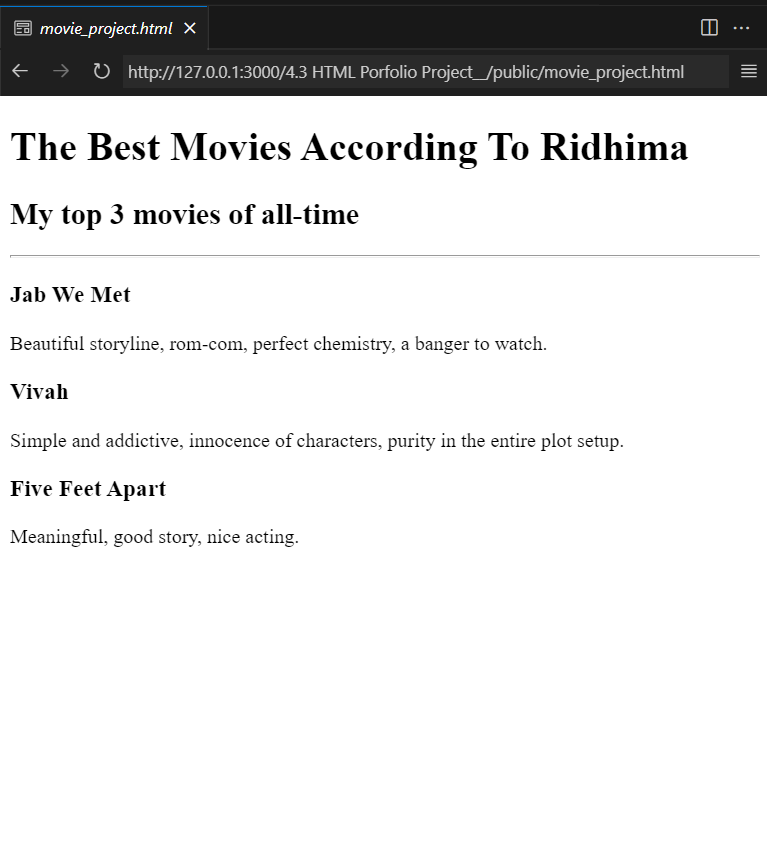 movie_project.html
http://127.0.0.1:3000/4.3 HTML Porfolio Project__/public/movie_project.html
The Best Movies According To Ridhima
My top 3 movies of all-time
Jab We Met
Beautiful storyline, rom-com, perfect chemistry, a banger to watch.
Vivah
Simple and addictive, innocence of characters, purity in the entire plot setup.
Five Feet Apart
Meaningful, good story, nice acting.